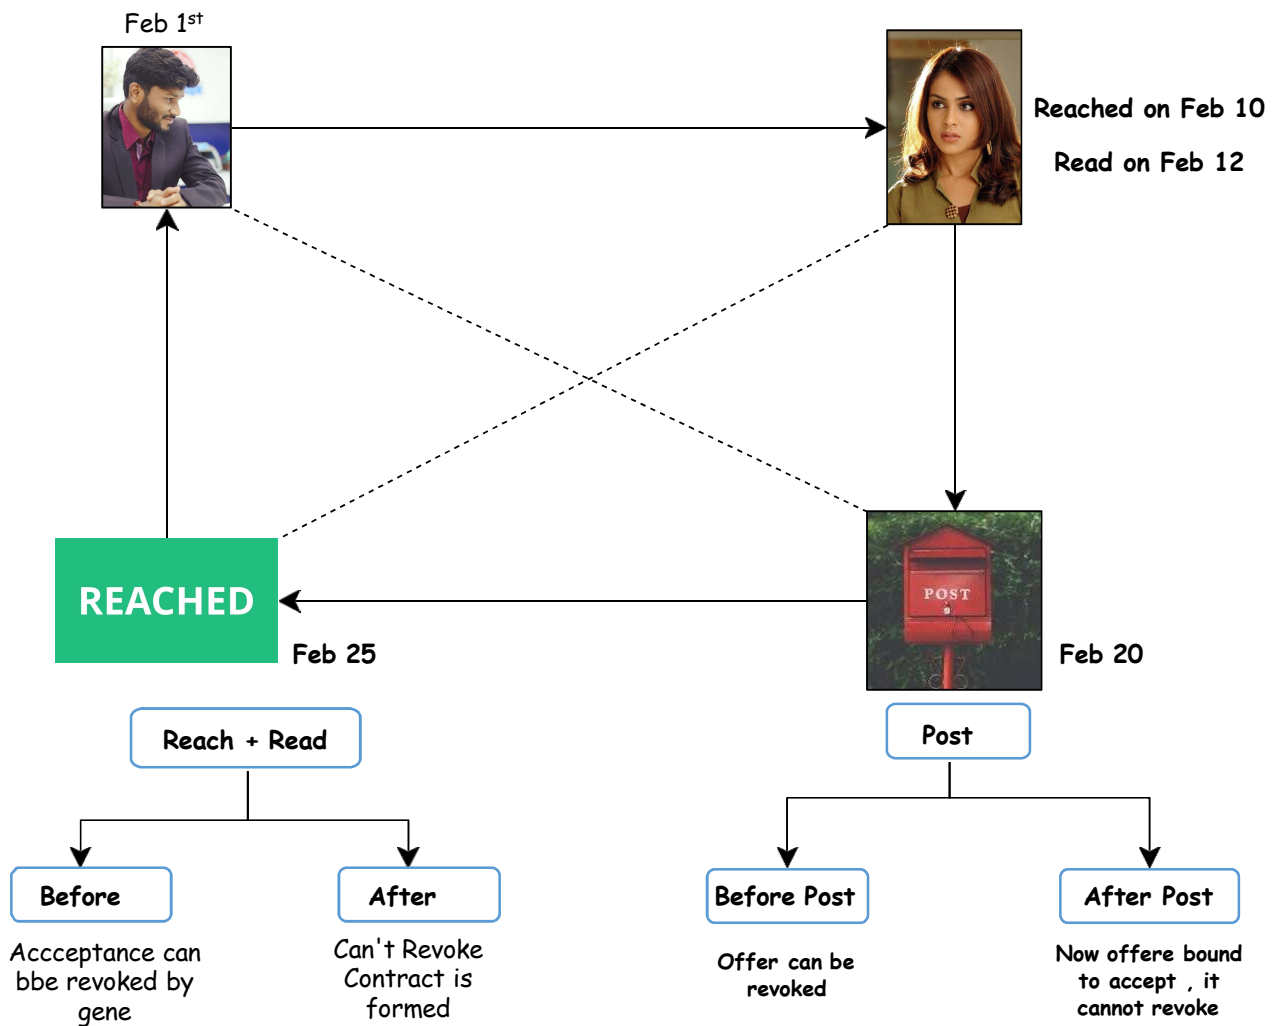 Feb 1st
Reached on Feb 10
Read on Feb 12
POST
REACHED
Feb 25
Feb 20
Reach + Read
Post
Before
After
Before Post
After Post
Accceptance can
bbe revoked by
gene
Can't Revoke
Contract is
formed
Offer can be
revoked
Now offere bound
to accept , it
cannot revoke